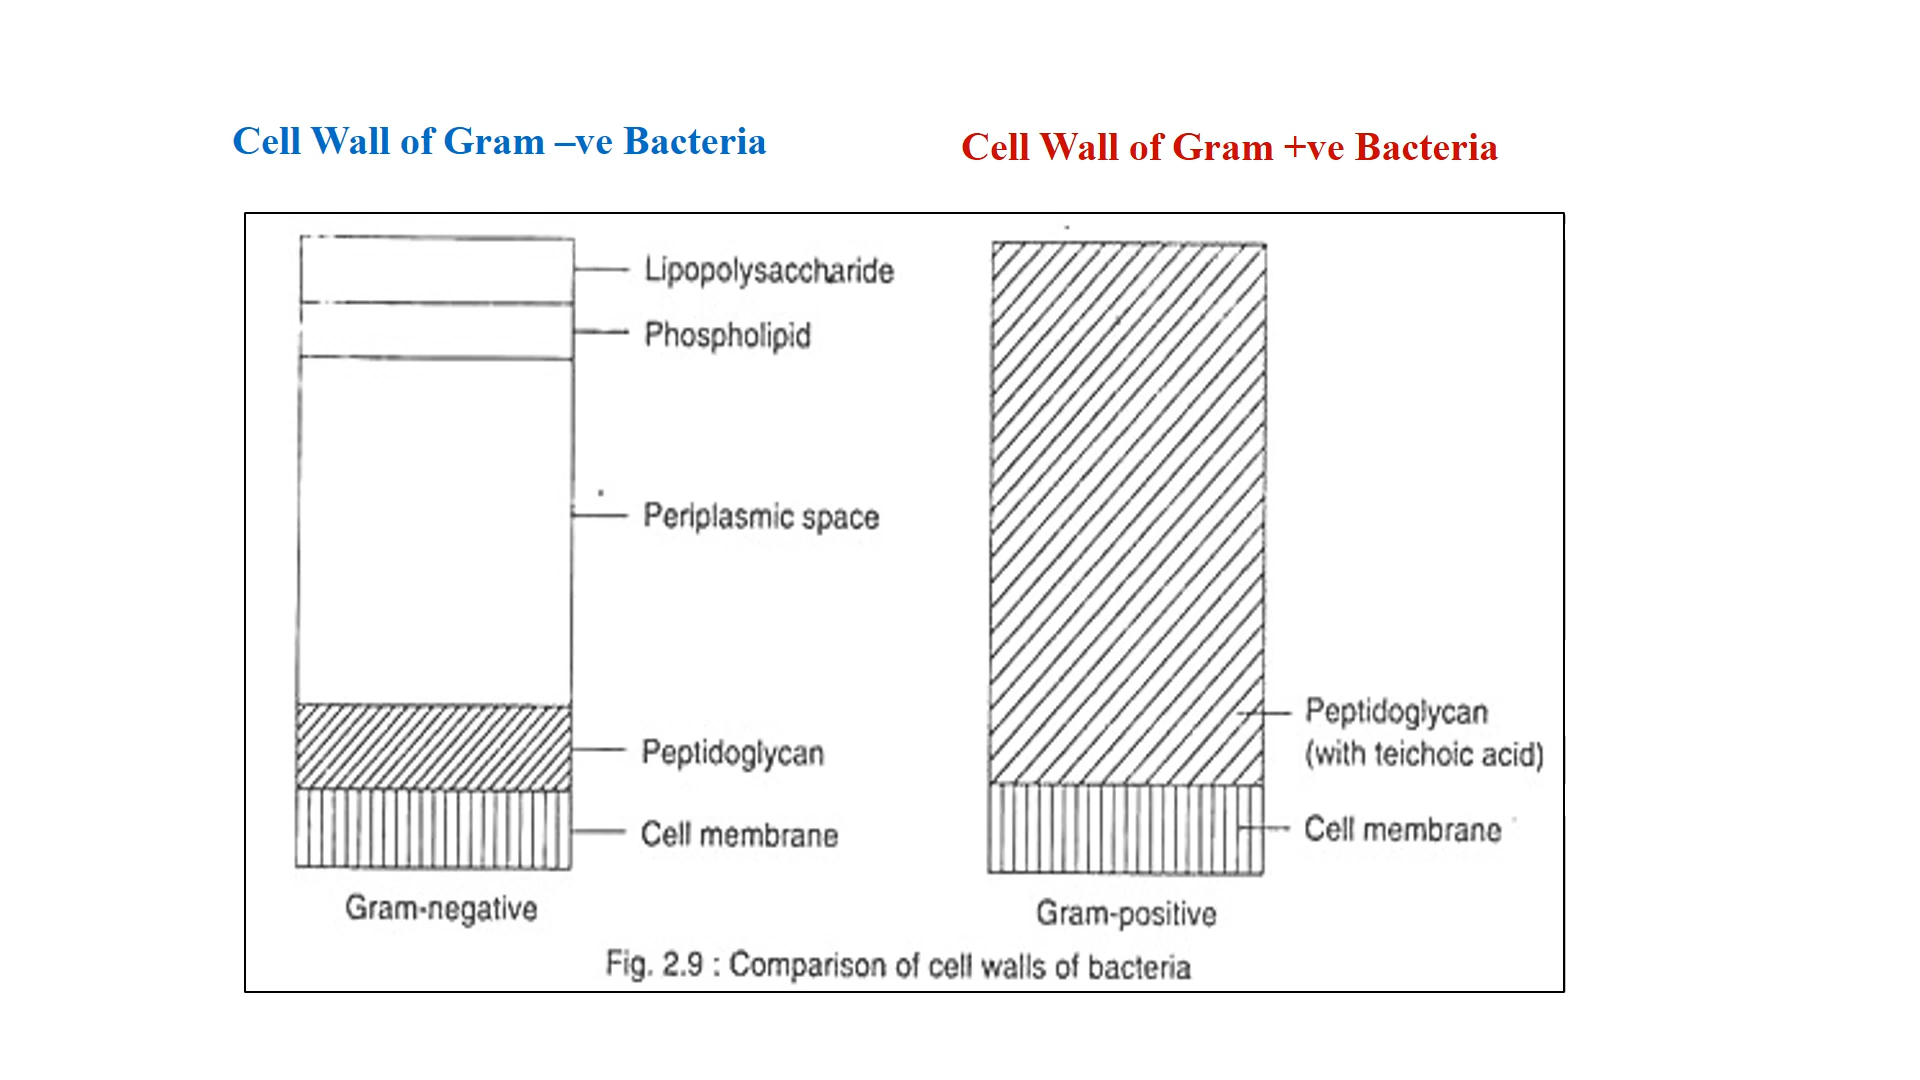 Cell Wall of Gram –ve Bacteria
Cell Wall of Gram +ve Bacteria
Lipopolysaccharide
Phospholipid
Periplasmic space
Peptidoglycan
Cell membrane
Gram-negative
Peptidoglycan
(with teichoic acid)
Cell membrane
Gram-positive
Fig. 2.9 : Comparison of cell walls of bacteria